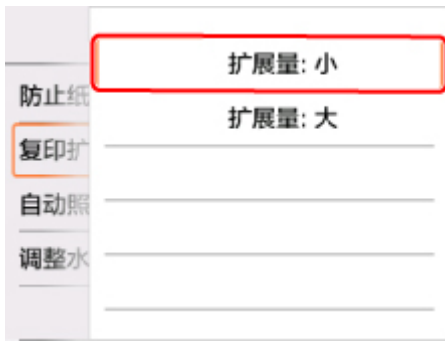 扩展量: 小
扩展量: 大
防止纸
复印扩
自动照
调整水